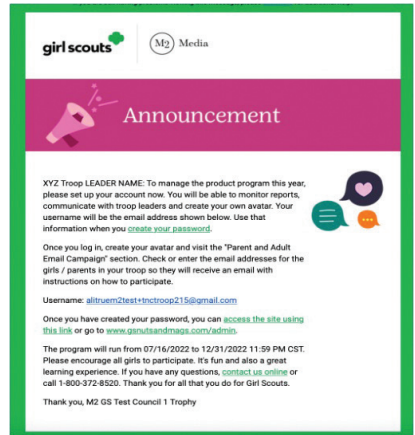 girl scouts
M2 Media
Announcement
XYZ Troop LEADER NAME: To manage the product program this year,
please set up your account now. You will be able to monitor reports,
communicate with troop leaders and create your own avatar. Your
username will be the email address shown below. Use that
information when you create your password.
Once you log in, create your avatar and visit the "Parent and Adult
Email Campaign" section. Check or enter the email addresses for the
girls / parents in your troop so they will receive an email with
instructions on how to participate.
Username: alitruem2test+tnctroop215@gmail.com
Once you have created your password, you can access the site using
this link or go to www.gsnutsandmags.com/admin.
The program will run from 07/16/2022 to 12/31/2022 11:59 PM CST.
Please encourage all girls to participate. It's fun and also a great
learning experience. If you have any questions, contact us online or
call 1-800-372-8520. Thank you for all that you do for Girl Scouts.
Thank you, M2 GS Test Council 1 Trophy